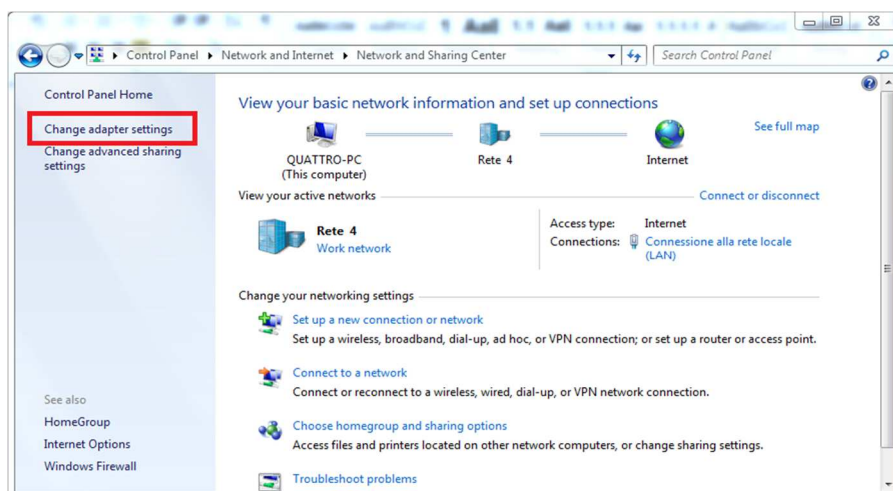 Control Panel ▸ Network and Internet ▸ Network and Sharing Center
Search Control Panel
Control Panel Home
Change adapter settings
Change advanced sharing
settings
See also
HomeGroup
Internet Options
Windows Firewall
View your basic network information and set up connections
See full map
QUATTRO-PC
(This computer)
Rete 4
Internet
View your active networks
Connect or disconnect
Rete 4
Work network
Access type: Internet
Connections: Connessione alla rete locale
(LAN)
Change your networking settings
Set up a new connection or network
Set up a wireless, broadband, dial-up, ad hoc, or VPN connection; or set up a router or access point.
Connect to a network
Connect or reconnect to a wireless, wired, dial-up, or VPN network connection.
Choose homegroup and sharing options
Access files and printers located on other network computers, or change sharing settings.
Troubleshoot problems